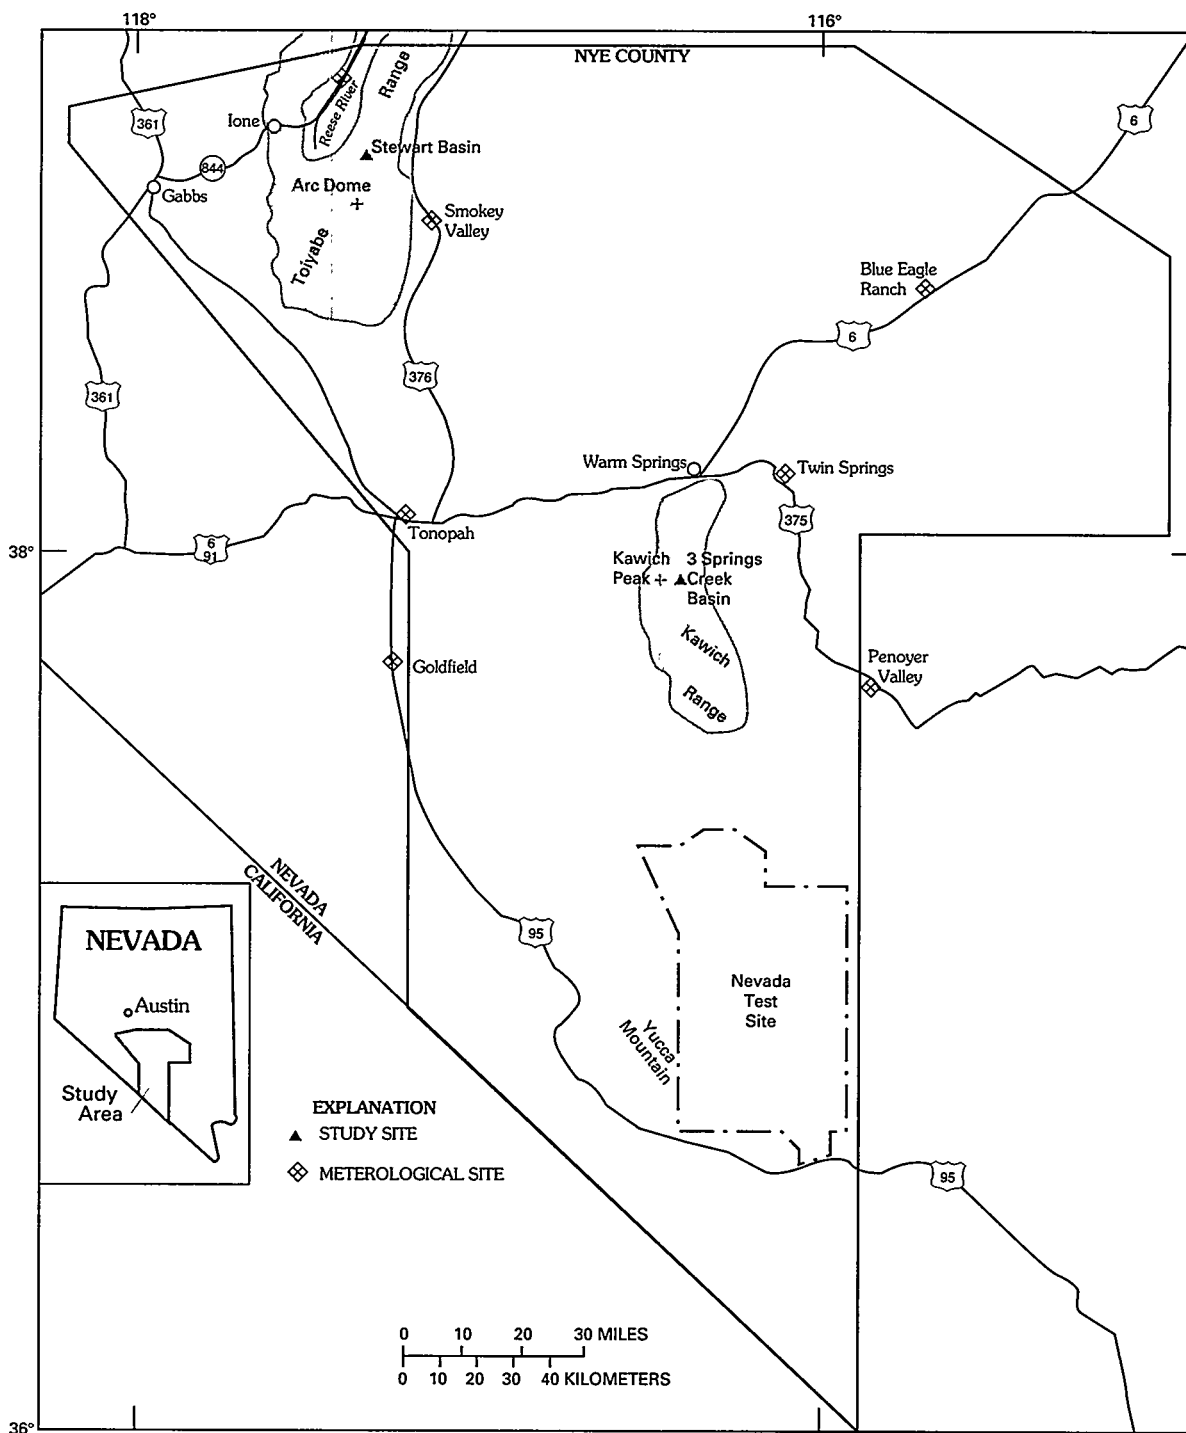 118°
116°
NYE COUNTY
Range
Reese River
361
6
Ione
844
Stewart Basin
Gabbs
Arc Dome
Smokey
Valley
Toiyabe
Blue Eagle
Ranch
6
376
361
Warm Springs
Twin Springs
375
Tonopah
38°
6
91
Kawich
Peak
3 Springs
Creek
Basin
Kawich
Range
Goldfield
Penoyer
Valley
NEVADA
CALIFORNIA
95
NEVADA
Austin
Study
Area
Nevada
Test
Site
Yucca
Mountain
EXPLANATION
STUDY SITE
METEROLOGICAL SITE
95
0 10 20 30 MILES
0 10 20 30 40 KILOMETERS
36°